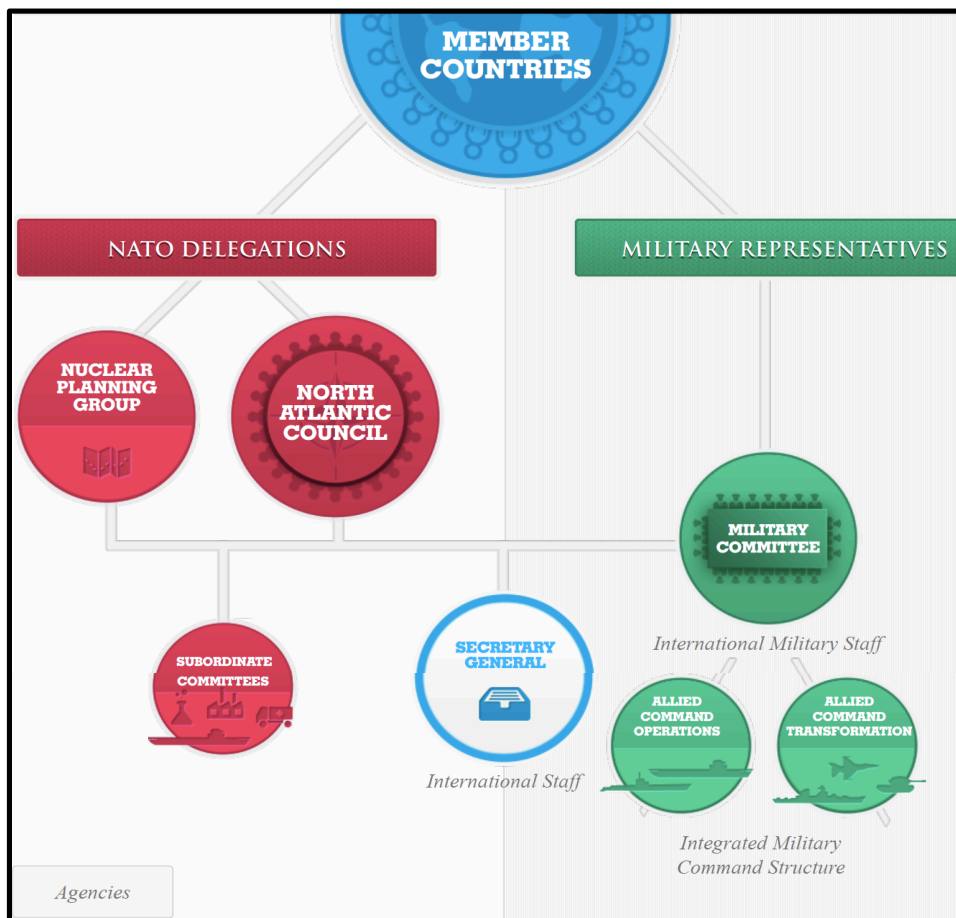 MEMBER
COUNTRIES
NATO DELEGATIONS
MILITARY REPRESENTATIVES
NUCLEAR
PLANNING
GROUP
NORTH
ATLANTIC
COUNCIL
MILITARY
COMMITTEE
International Military Staff
SUBORDINATE
COMMITTEES
SECRETARY
GENERAL
International Staff
ALLIED
COMMAND
OPERATIONS
ALLIED
COMMAND
TRANSFORMATION
Integrated Military
Command Structure
Agencies